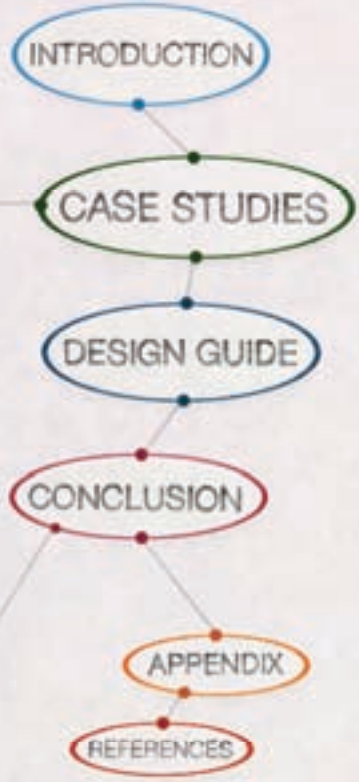 INTRODUCTION
CASE STUDIES
DESIGN GUIDE
CONCLUSION
APPENDIX
REFERENCES